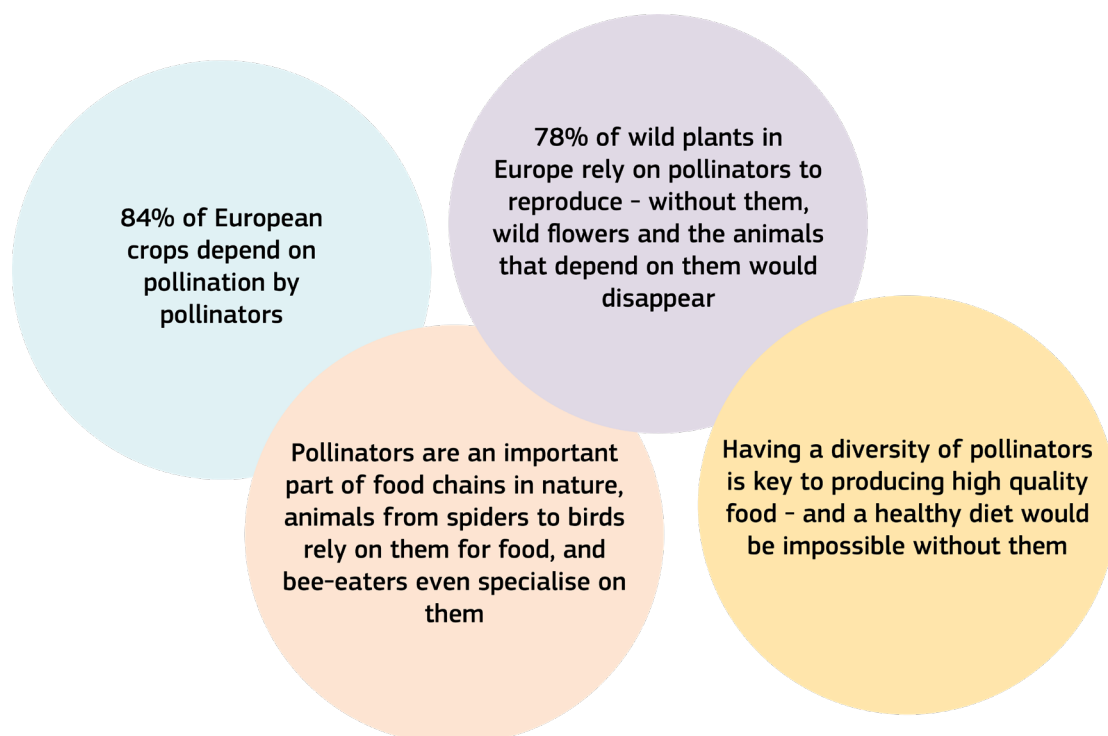 84% of European
crops depend on
pollination by
pollinators
78% of wild plants in
Europe rely on pollinators to
reproduce - without them,
wild flowers and the animals
that depend on them would
disappear
Pollinators are an important
part of food chains in nature,
animals from spiders to birds
rely on them for food, and
bee-eaters even specialise on
them
Having a diversity of pollinators
is key to producing high quality
food - and a healthy diet would
be impossible without them